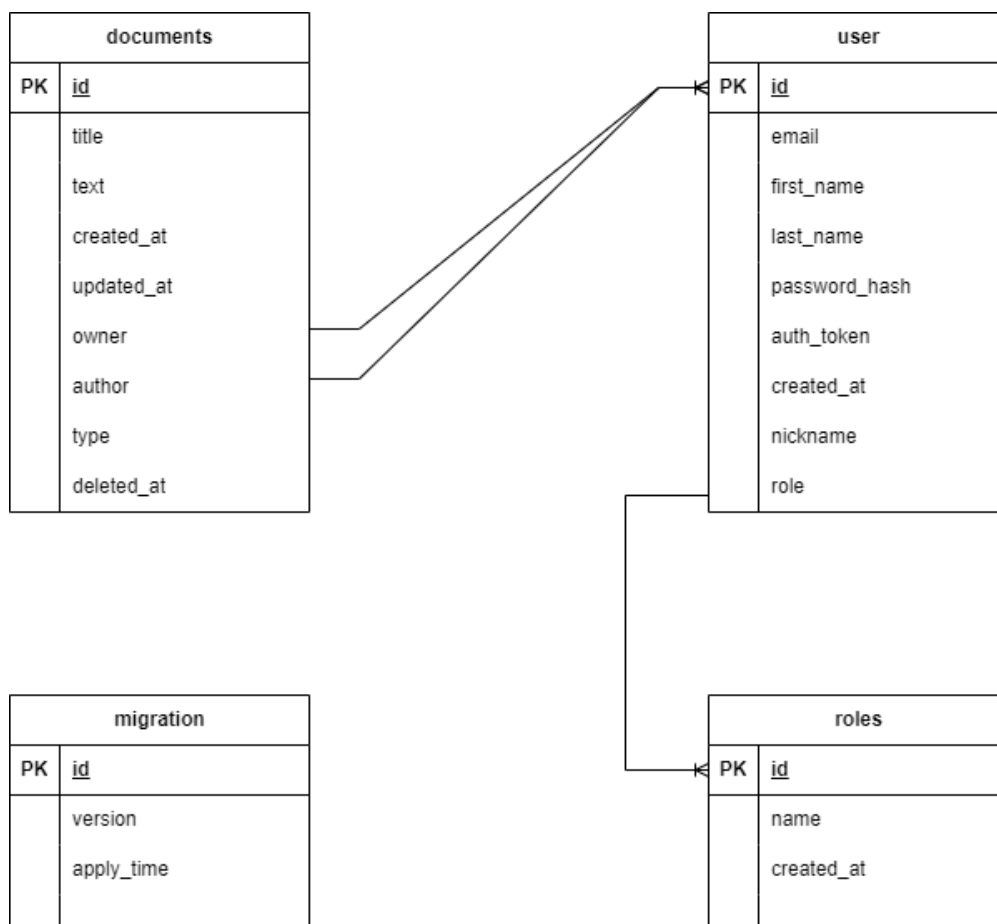 documents
PK id
title
text
created_at
updated_at
owner
author
type
deleted_at
user
PK id
email
first_name
last_name
password_hash
auth_token
created_at
nickname
role
migration
PK id
version
apply_time
roles
PK id
name
created_at